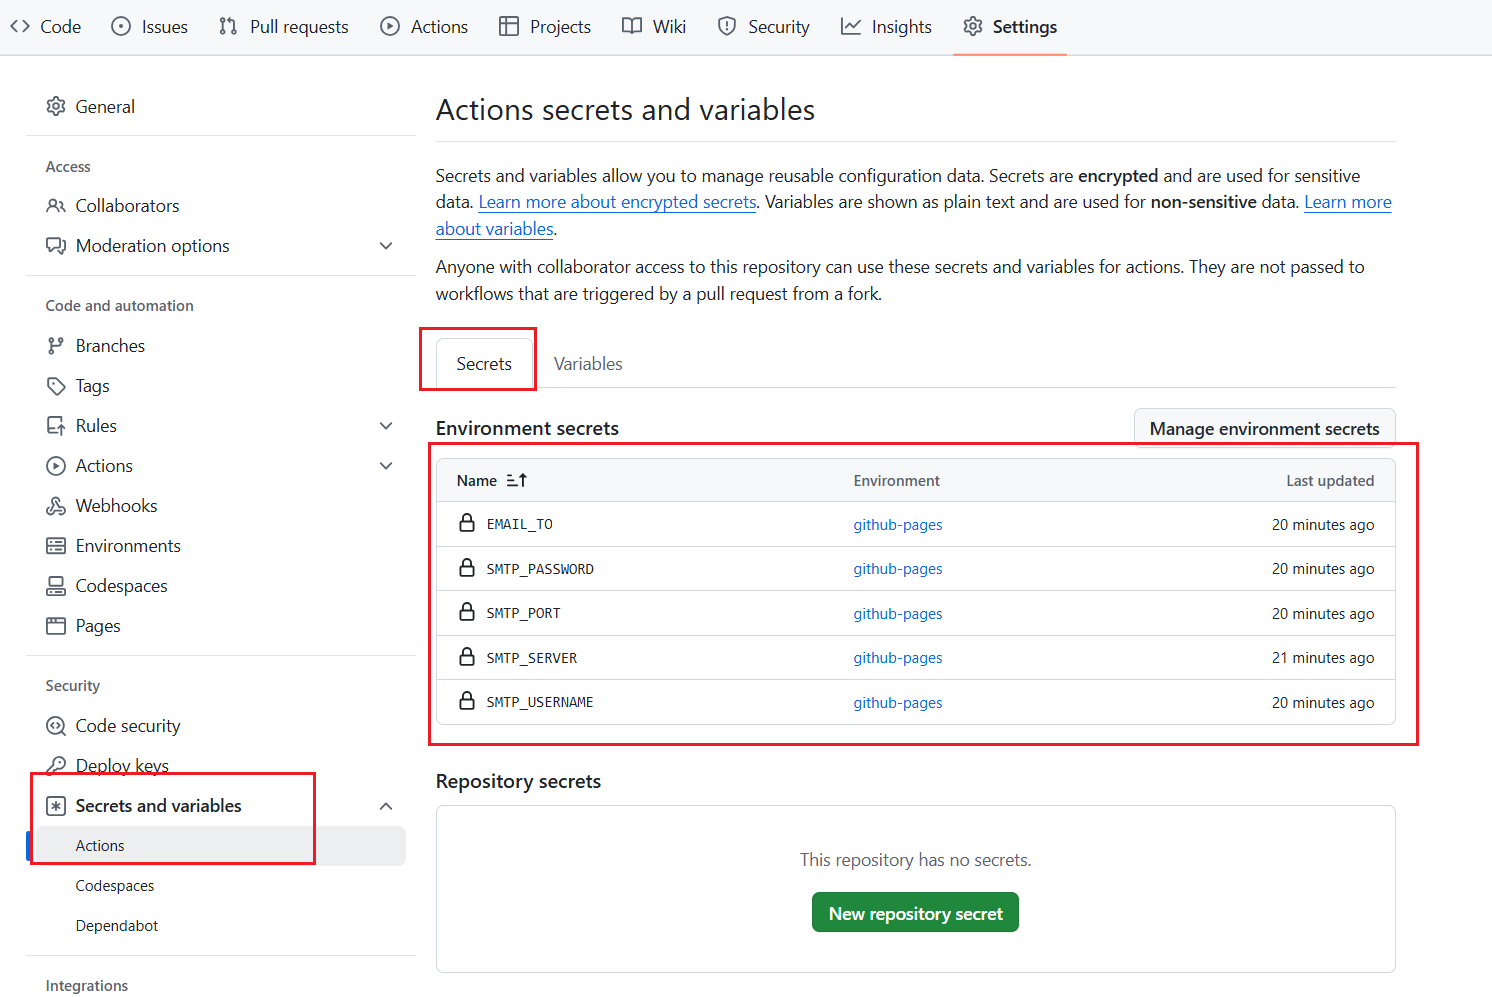 Code Issues Pull requests Actions Projects Wiki Security Insights Settings
General
Access
Collaborators
Moderation options
Code and automation
Branches
Tags
Rules
Actions
Webhooks
Environments
Codespaces
Pages
Security
Code security
Deploy keys
Secrets and variables
Actions
Codespaces
Dependabot
Integrations
Actions secrets and variables
Secrets and variables allow you to manage reusable configuration data. Secrets are encrypted and are used for sensitive
data. Learn more about encrypted secrets. Variables are shown as plain text and are used for non-sensitive data. Learn more
about variables.
Anyone with collaborator access to this repository can use these secrets and variables for actions. They are not passed to
workflows that are triggered by a pull request from a fork.
Secrets Variables
Environment secrets Manage environment secrets
Name Environment Last updated
EMAIL_TO github-pages 20 minutes ago
SMTP_PASSWORD github-pages 20 minutes ago
SMTP_PORT github-pages 20 minutes ago
SMTP_SERVER github-pages 21 minutes ago
SMTP_USERNAME github-pages 20 minutes ago
Repository secrets
This repository has no secrets.
New repository secret